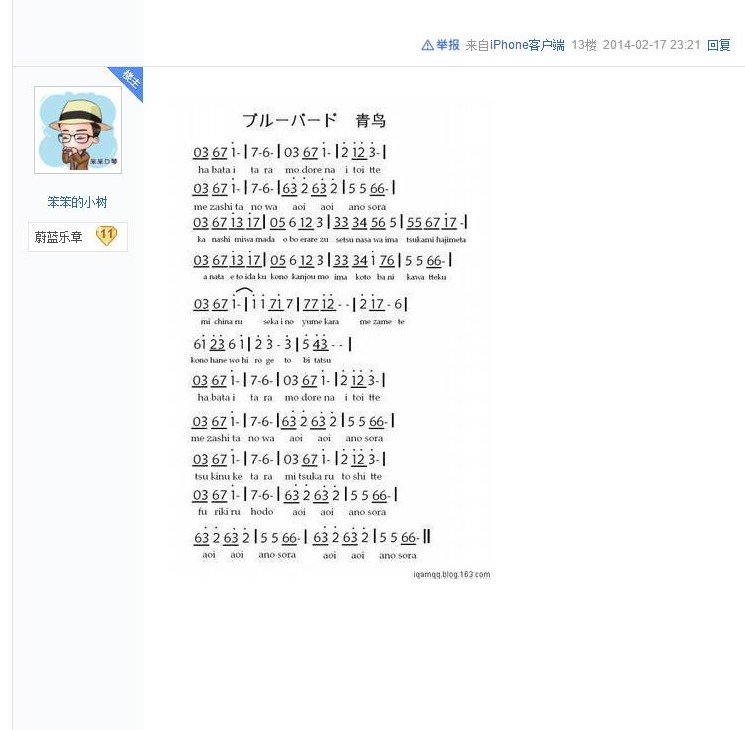 举报 来自iPhone客户端 13楼 2014-02-17 23:21 回复
楼主
笨笨的小树
蔚蓝乐章 11
ブルーバード 青鸟
03 67 1̇- | 7-6- | 03 67 1̇- | 2̇ 1̇2̇ 3̇- |
ha bata i ta ra mo dore na i toi tte
03 67 1̇- | 7-6- | 63̇ 2̇ 63̇ 2̇ | 5 5 66- |
me zashi ta no wa aoi aoi ano sora
03 67 1̇3̇ 1̇7 | 05 6 12 3 | 33 34 56 5 | 55 67 1̇7 -|
ka nashi miwa mada o bo erare zu setsu nasa wa ima tsukami hajimeta
03 67 1̇3̇ 1̇7 | 05 6 12 3 | 33 34 1̇ 76 | 5 5 66- |
a nata e to ida ku kono kanjou mo ima koto ba ni kawa tteku
03 67 1̇- | 1̇ 1̇ 71̇ 7 | 77 1̇2̇ - - | 2̇ 1̇7 - 6 |
mi china ru seka i no yume kara me zame te
61̇ 2̇3̇ 6 1̇ | 2̇ 3̇ - 3̇ | 5̇ 4̇3̇ - - |
kono hane wo hi ro ge to bi tatsu
03 67 1̇- | 7-6- | 03 67 1̇- | 2̇ 1̇2̇ 3̇- |
ha bata i ta ra mo dore na i toi tte
03 67 1̇- | 7-6- | 63̇ 2̇ 63̇ 2̇ | 5 5 66- |
me zashi ta no wa aoi aoi ano sora
03 67 1̇- | 7-6- | 03 67 1̇- | 2̇ 1̇2̇ 3̇- |
tsu kinu ke ta ra mi tsuka ru to shi tte
03 67 1̇- | 7-6- | 63̇ 2̇ 63̇ 2̇ | 5 5 66- |
fu riki ru hodo aoi aoi ano sora
63̇ 2̇ 63̇ 2̇ | 5 5 66- | 63̇ 2̇ 63̇ 2̇ | 5 5 66- ||
aoi aoi ano sora aoi aoi ano sora
iqamqq.blog.163.com